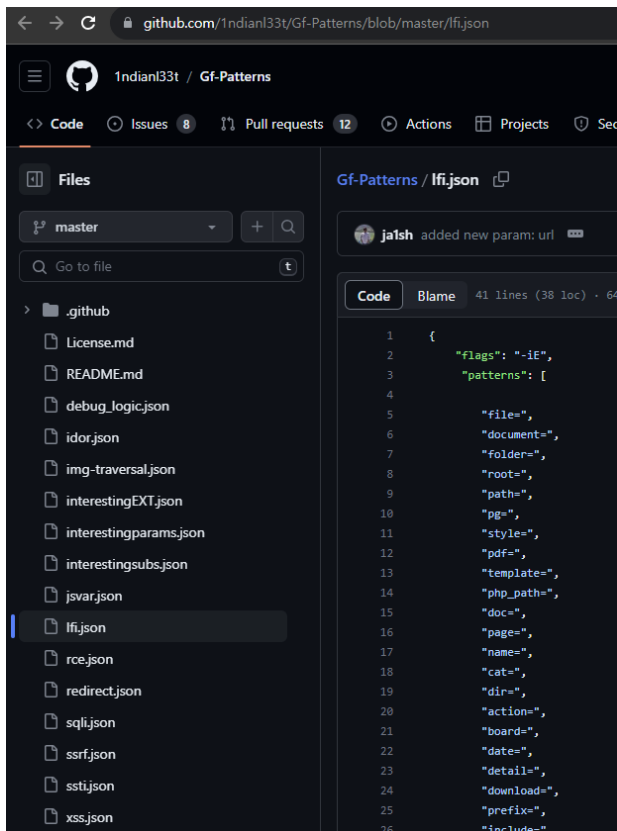 github.com/1ndianl33t/Gf-Patterns/blob/master/lfi.json
1ndianl33t / Gf-Patterns
Code Issues 8 Pull requests 12 Actions Projects Sec
Files
master
Go to file t
.github
License.md
README.md
debug_logic.json
idor.json
img-traversal.json
interestingEXT.json
interestingparams.json
interestingsubs.json
jsvar.json
lfi.json
rce.json
redirect.json
sqli.json
ssrf.json
ssti.json
xss.json
Gf-Patterns / lfi.json
ja1sh added new param: url
Code Blame 41 lines (38 loc) · 64
1 {
2 "flags": "-iE",
3 "patterns": [
4
5 "file=",
6 "document=",
7 "folder=",
8 "root=",
9 "path=",
10 "pg=",
11 "style=",
12 "pdf=",
13 "template=",
14 "php_path=",
15 "doc=",
16 "page=",
17 "name=",
18 "cat=",
19 "dir=",
20 "action=",
21 "board=",
22 "date=",
23 "detail=",
24 "download=",
25 "prefix=",
26 "include="